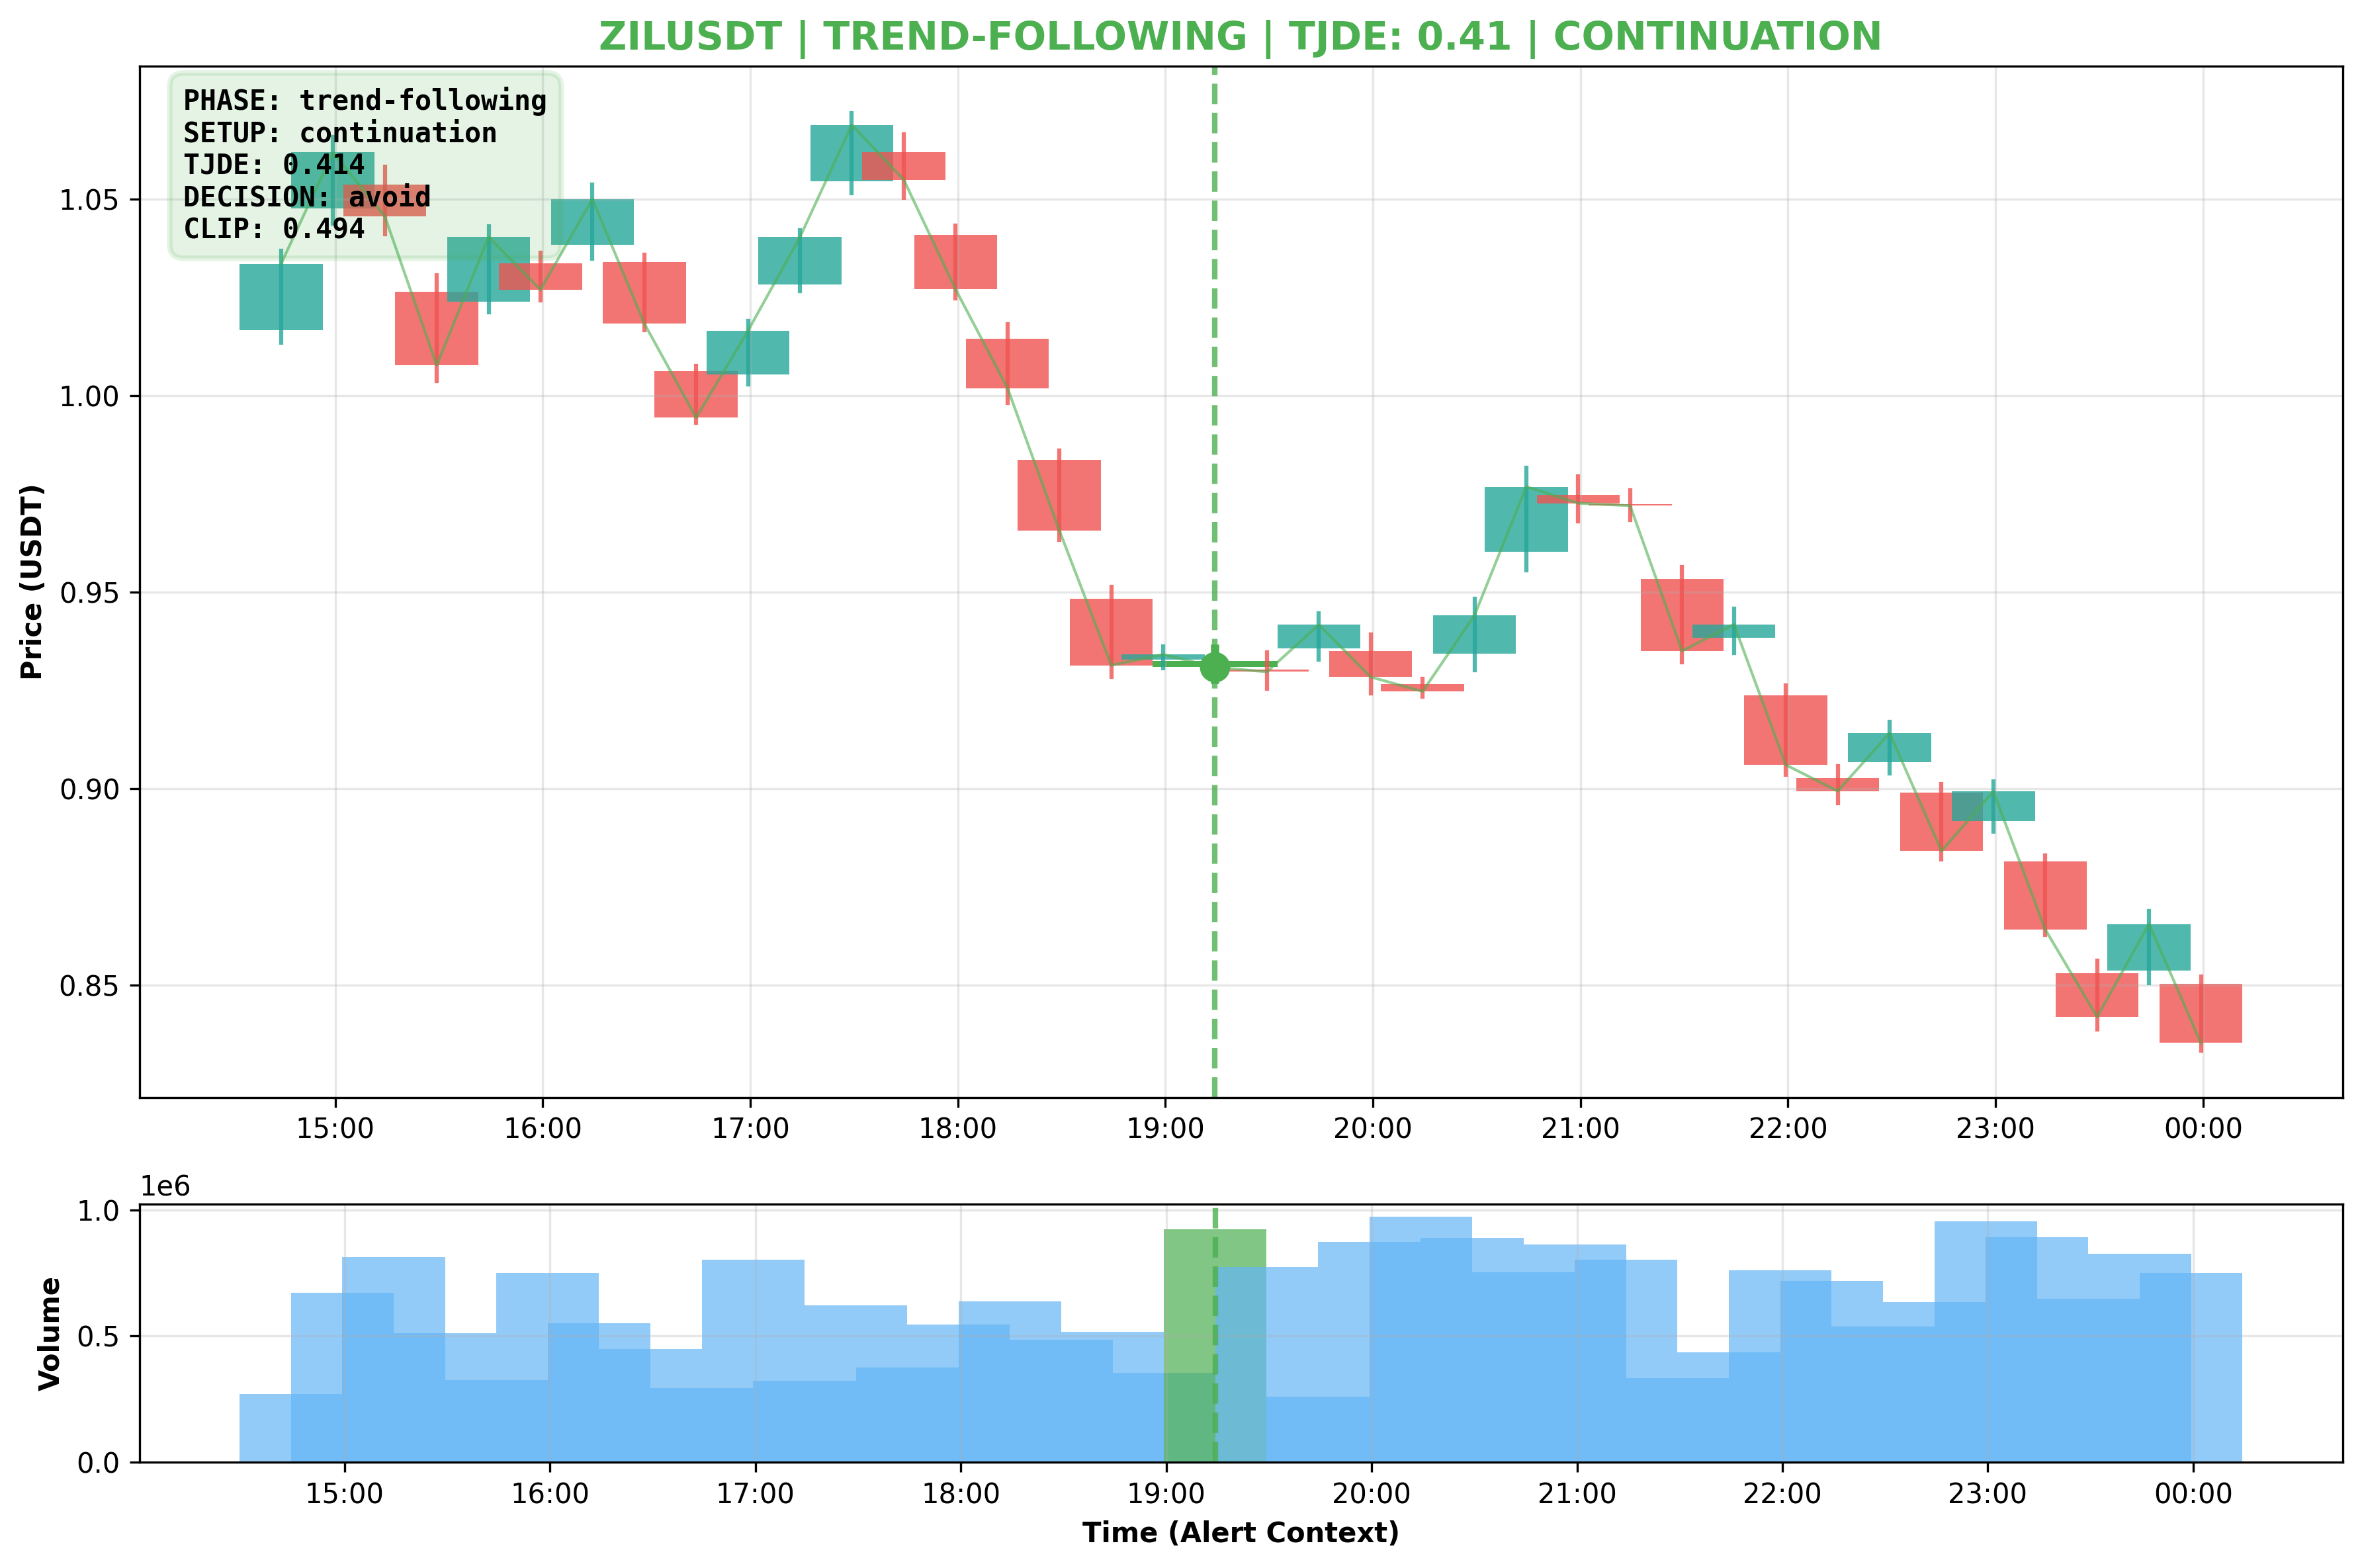 ZILUSDT | TREND-FOLLOWING | TJDE: 0.41 | CONTINUATION
PHASE: trend-following
SETUP: continuation
TJDE: 0.414
DECISION: avoid
CLIP: 0.494
Price (USDT)
1.05
1.00
0.95
0.90
0.85
15:00 16:00 17:00 18:00 19:00 20:00 21:00 22:00 23:00 00:00
1e6
Volume
1.0
0.5
0.0
15:00 16:00 17:00 18:00 19:00 20:00 21:00 22:00 23:00 00:00
Time (Alert Context)